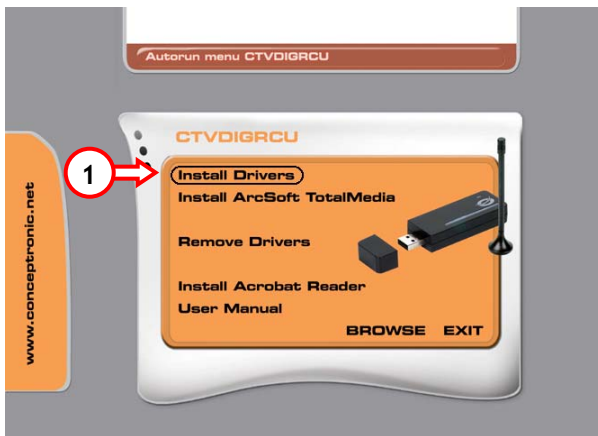 Autorun menu CTVDIGRCU
www.conceptronic.net
CTVDIGRCU
1
Install Drivers
Install ArcSoft TotalMedia
Remove Drivers
Install Acrobat Reader
User Manual
BROWSE EXIT